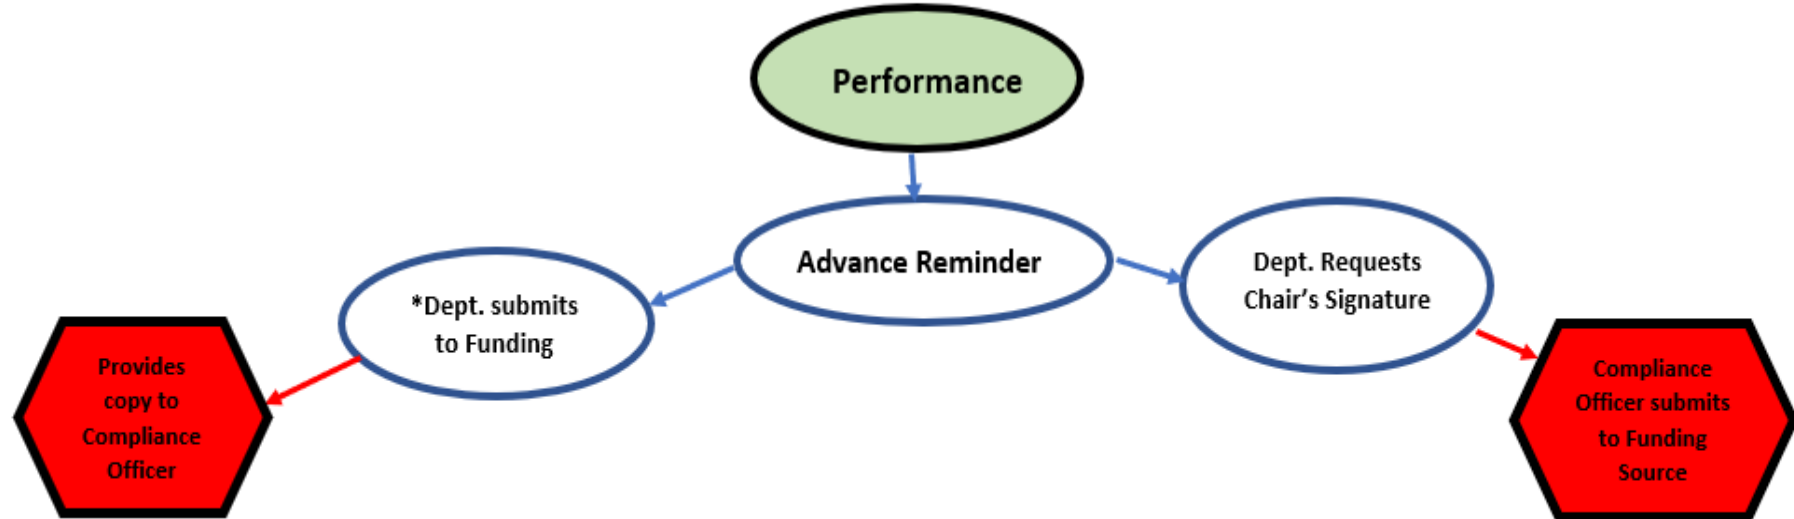 Performance
Advance Reminder
*Dept. submits
to Funding
Dept. Requests
Chair’s Signature
Provides
copy to
Compliance
Officer
Compliance
Officer submits
to Funding
Source